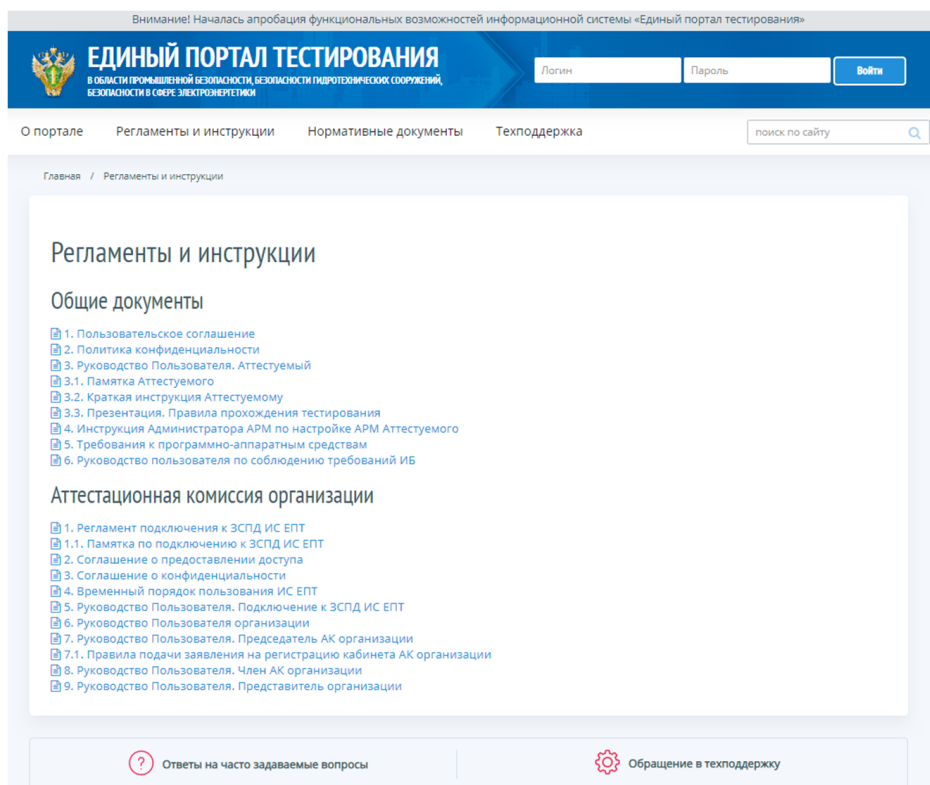 Внимание! Началась апробация функциональных возможностей информационной системы «Единый портал тестирования»
ЕДИНЫЙ ПОРТАЛ ТЕСТИРОВАНИЯ
В ОБЛАСТИ ПРОМЫШЛЕННОЙ БЕЗОПАСНОСТИ, БЕЗОПАСНОСТИ ГИДРОТЕХНИЧЕСКИХ СООРУЖЕНИЙ,
БЕЗОПАСНОСТИ В СФЕРЕ ЭЛЕКТРОЭНЕРГЕТИКИ
Логин
Пароль
Войти
О портале
Регламенты и инструкции
Нормативные документы
Техподдержка
поиск по сайту
Главная / Регламенты и инструкции
Регламенты и инструкции
Общие документы
1. Пользовательское соглашение
2. Политика конфиденциальности
3. Руководство Пользователя. Аттестуемый
3.1. Памятка Аттестуемого
3.2. Краткая инструкция Аттестуемому
3.3. Презентация. Правила прохождения тестирования
4. Инструкция Администратора АРМ по настройке АРМ Аттестуемого
5. Требования к программно-аппаратным средствам
6. Руководство пользователя по соблюдению требований ИБ
Аттестационная комиссия организации
1. Регламент подключения к ЗСПД ИС ЕПТ
1.1. Памятка по подключению к ЗСПД ИС ЕПТ
2. Соглашение о предоставлении доступа
3. Соглашение о конфиденциальности
4. Временный порядок пользования ИС ЕПТ
5. Руководство Пользователя. Подключение к ЗСПД ИС ЕПТ
6. Руководство Пользователя организации
7. Руководство Пользователя. Председатель АК организации
7.1. Правила подачи заявления на регистрацию кабинета АК организации
8. Руководство Пользователя. Член АК организации
9. Руководство Пользователя. Представитель организации
Ответы на часто задаваемые вопросы
Обращение в техподдержку